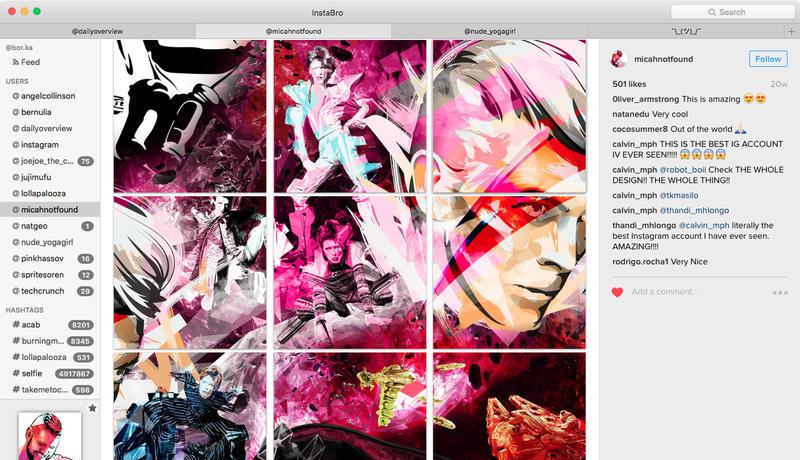 InstaBro
Search
@dailyoverview
@micahnotfound
@nude_yogagirl
¯\_(ツ)_/¯
+
@bor.ka
Feed
USERS
@ angelcollinson
@ bernulia
@ dailyoverview
@ instagram
@ joejoe_the_c... 75
@ jujimufu
@ lollapalooza
@ micahnotfound
@ natgeo 1
@ nude_yogagirl
@ pinkhassov 16
@ spritesoren 12
@ techcrunch 29
HASHTAGS
# acab 8201
# burningm... 8345
# lollapalooza 531
# selfie 4917867
# takemetoc... 598
micahnotfound
Follow
501 likes 20w
0liver_armstrong This is amazing 😍😍
natanedu Very cool
cocosummer8 Out of the world 🙏
calvin_mph THIS IS THE BEST IG ACCOUNT
IV EVER SEEN!!!!! 😱😱😱😱
calvin_mph @robot_boii Check THE WHOLE
DESIGN!! THE WHOLE THING!!
calvin_mph @tkmasilo
calvin_mph @thandi_mhlongo
thandi_mhlongo @calvin_mph literally the
best Instagram account I have ever seen.
AMAZING!!!!
rodrigo.rocha1 Very Nice
Add a comment...